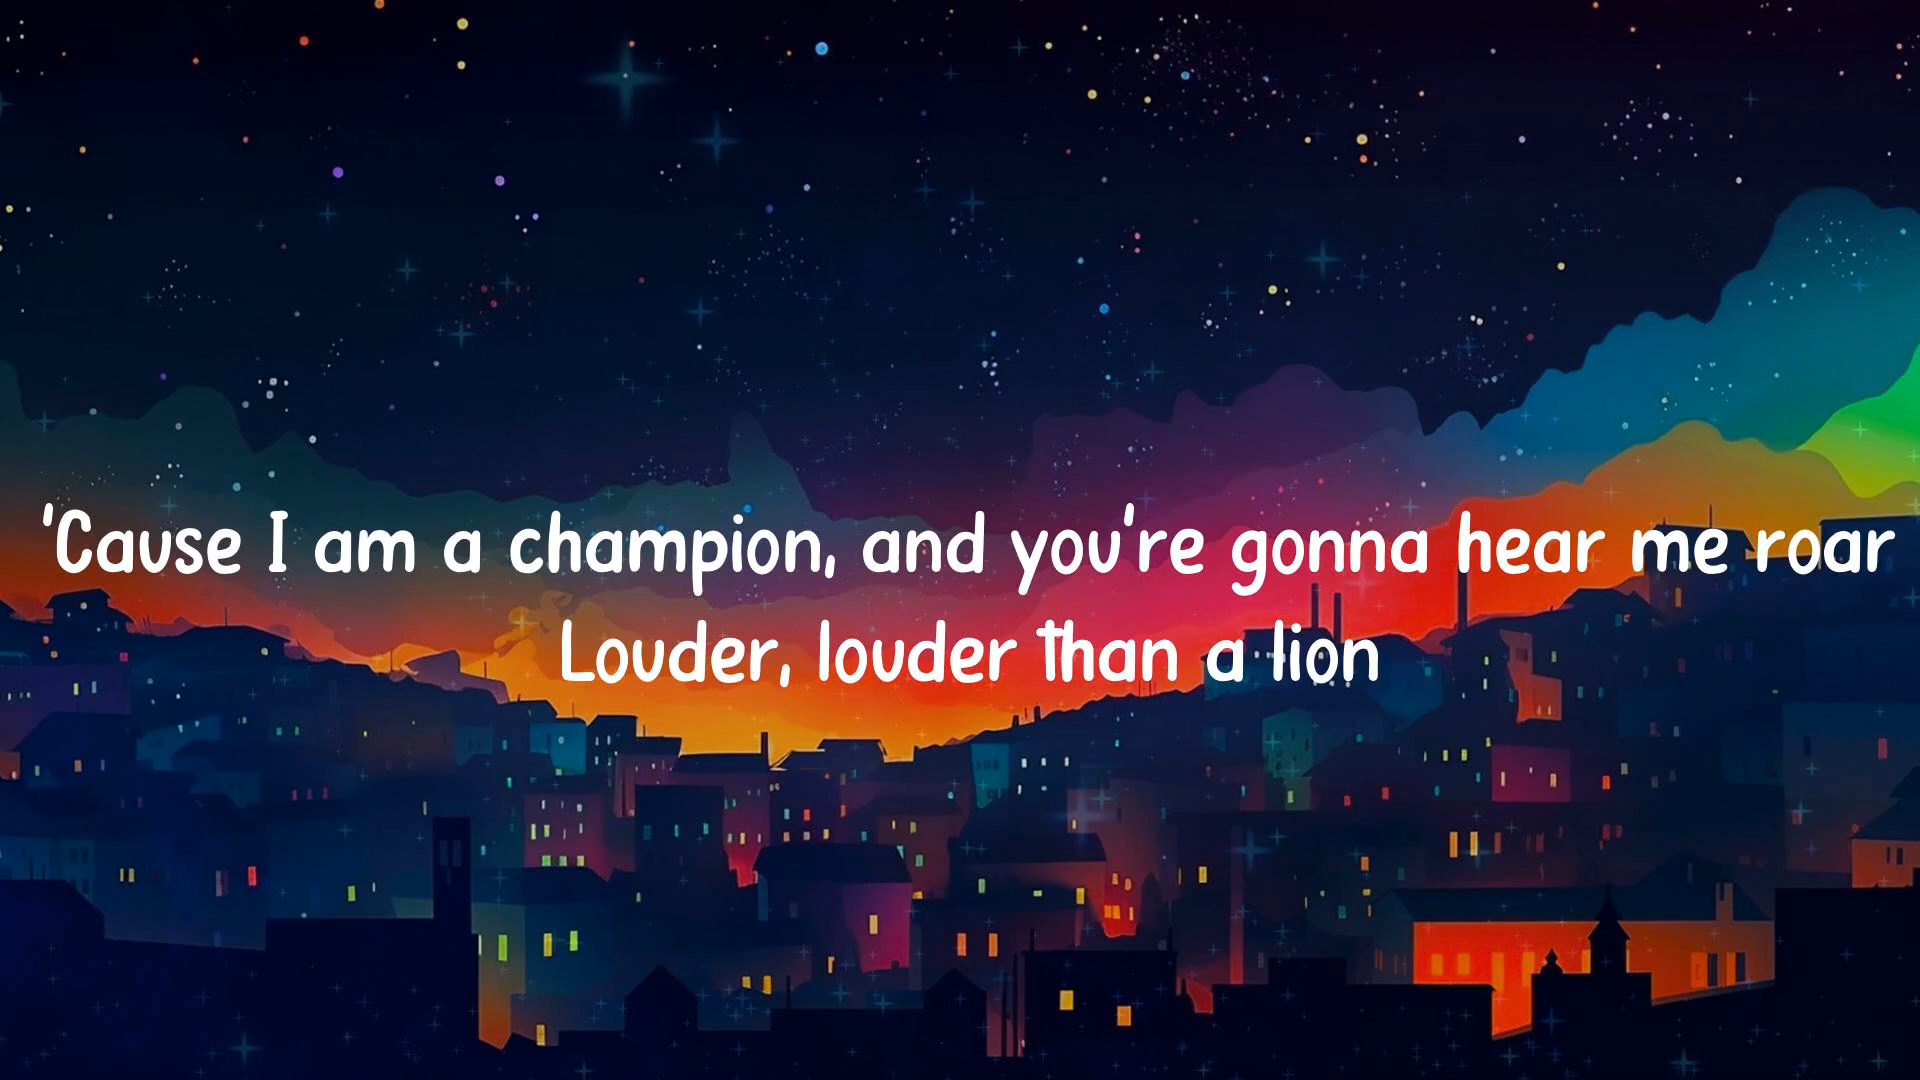 'Cause I am a champion, and you're gonna hear me roar
Louder, louder than a lion